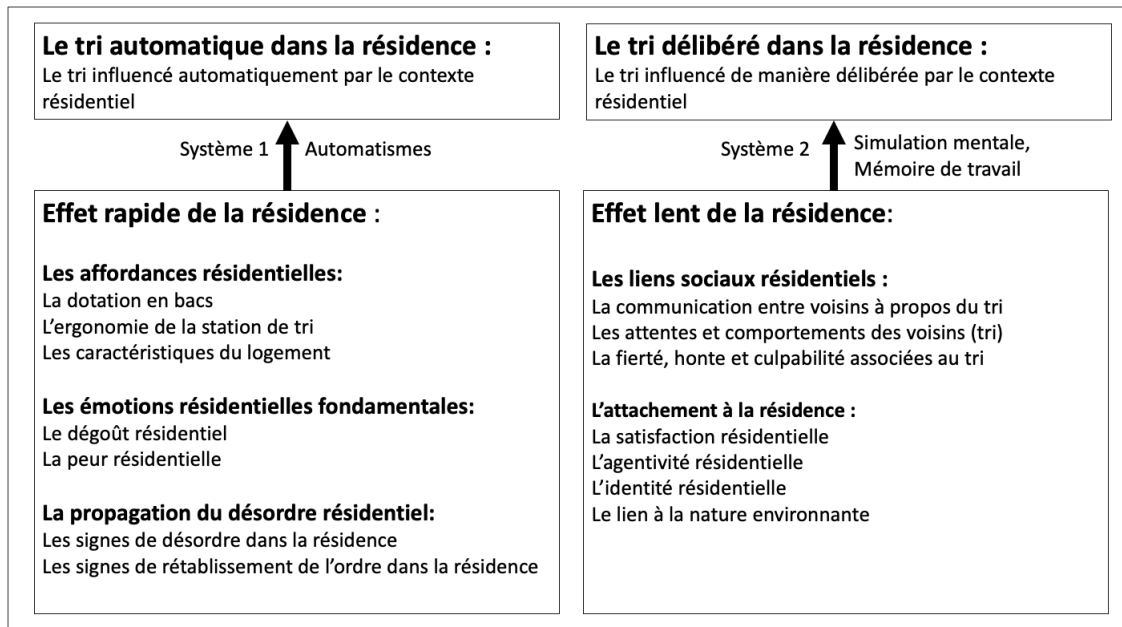 Le tri automatique dans la résidence :
Le tri influencé automatiquement par le contexte
résidentiel
Système 1
Automatismes
Effet rapide de la résidence :
Les affordances résidentielles:
La dotation en bacs
L’ergonomie de la station de tri
Les caractéristiques du logement
Les émotions résidentielles fondamentales:
Le dégoût résidentiel
La peur résidentielle
La propagation du désordre résidentiel:
Les signes de désordre dans la résidence
Les signes de rétablissement de l’ordre dans la résidence
Le tri délibéré dans la résidence :
Le tri influencé de manière délibérée par le contexte
résidentiel
Système 2
Simulation mentale,
Mémoire de travail
Effet lent de la résidence:
Les liens sociaux résidentiels :
La communication entre voisins à propos du tri
Les attentes et comportements des voisins (tri)
La fierté, honte et culpabilité associées au tri
L’attachement à la résidence :
La satisfaction résidentielle
L’agentivité résidentielle
L’identité résidentielle
Le lien à la nature environnante